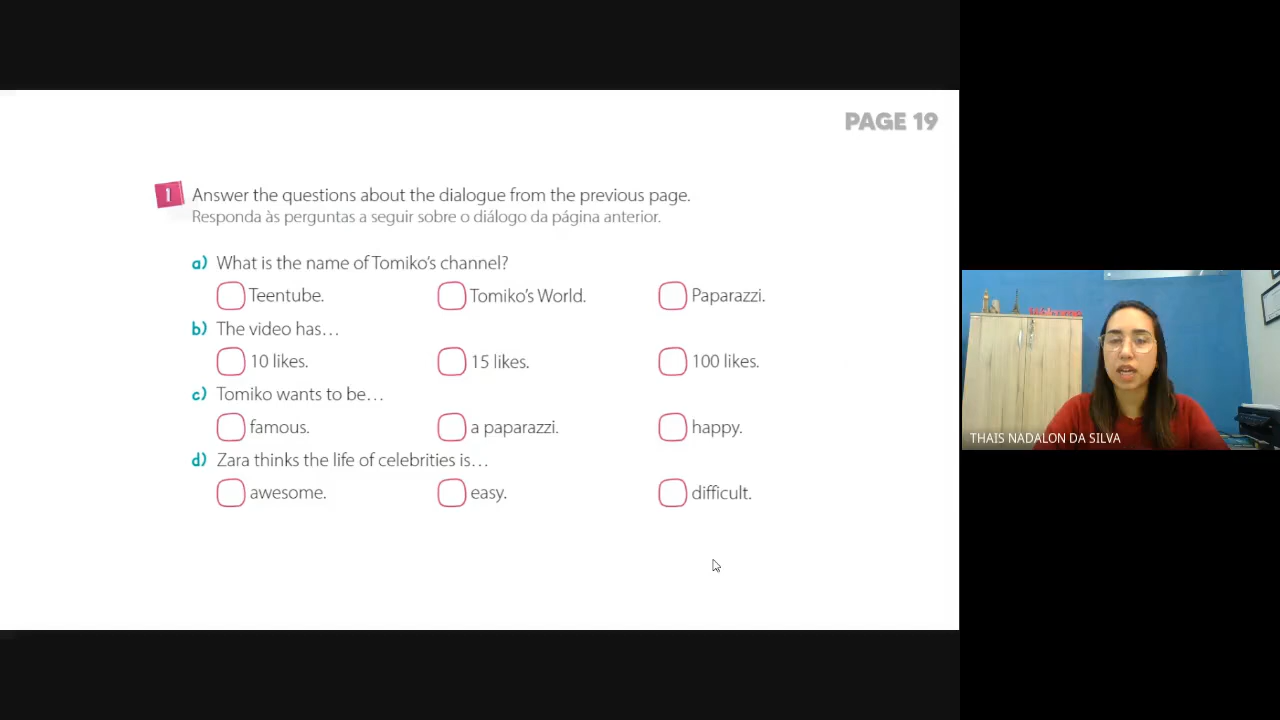 PAGE 19
1 Answer the questions about the dialogue from the previous page.
Responda às perguntas a seguir sobre o diálogo da página anterior.
a) What is the name of Tomiko's channel?
Teentube. Tomiko's World. Paparazzi.
b) The video has...
10 likes. 15 likes. 100 likes.
c) Tomiko wants to be...
famous. a paparazzi. happy.
d) Zara thinks the life of celebrities is...
awesome. easy. difficult.
THAIS NADALON DA SILVA